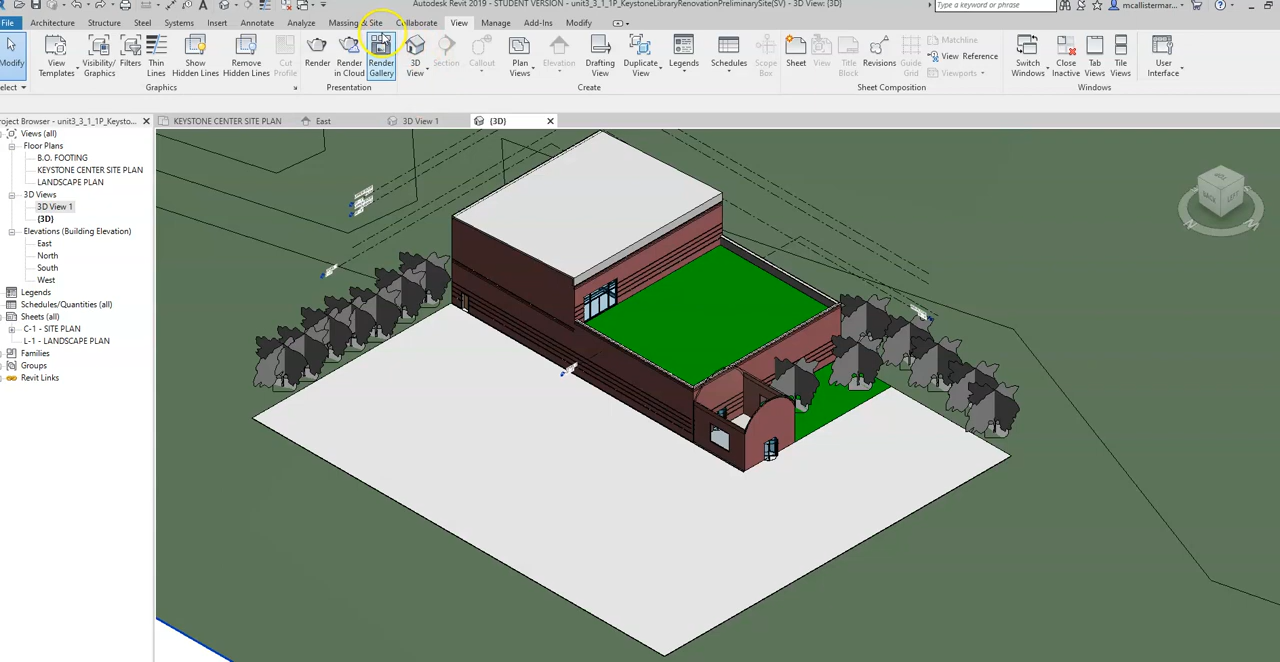 Autodesk Revit 2019 - STUDENT VERSION - unit3_3_1_1P_KeystoneLibraryRenovationPreliminarySite(SV) - 3D View: {3D}
Type a keyword or phrase
mcallistermar...
File
Architecture
Structure
Steel
Systems
Insert
Annotate
Analyze
Massing & Site
Collaborate
View
Manage
Add-Ins
Modify
Modify
View Templates
Visibility/ Graphics
Filters
Thin Lines
Show Hidden Lines
Remove Hidden Lines
Cut Profile
Render
Render in Cloud
Render Gallery
3D View
Section
Callout
Plan Views
Elevation
Drafting View
Duplicate View
Legends
Schedules
Scope Box
Sheet
View
Title Block
Revisions
Guide Grid
Matchline
View Reference
Viewports
Switch Windows
Close Inactive
Tab Views
Tile Views
User Interface
elect
Graphics
Presentation
Create
Sheet Composition
Windows
roject Browser - unit3_3_1_1P_Keysto...
KEYSTONE CENTER SITE PLAN
East
3D View 1
{3D}
Views (all)
Floor Plans
B.O. FOOTING
KEYSTONE CENTER SITE PLAN
LANDSCAPE PLAN
3D Views
3D View 1
{3D}
Elevations (Building Elevation)
East
North
South
West
Legends
Schedules/Quantities (all)
Sheets (all)
C-1 - SITE PLAN
L-1 - LANDSCAPE PLAN
Families
Groups
Revit Links
BACK
LEFT